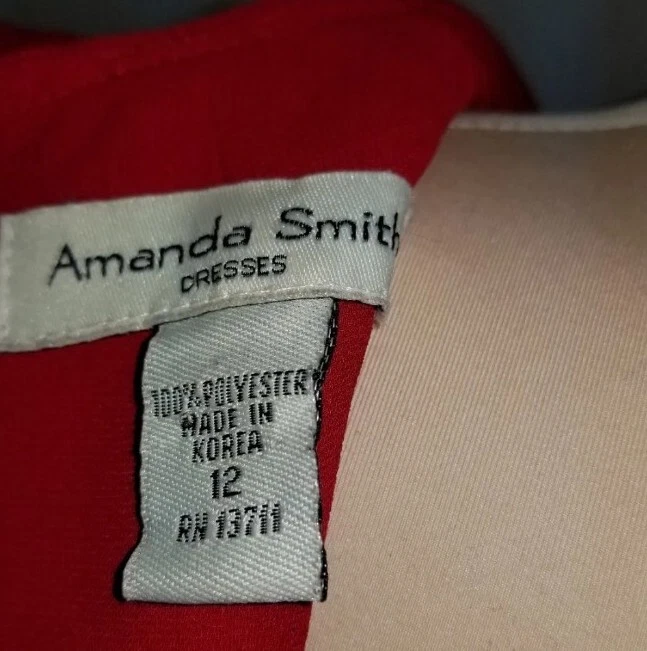 Amanda Smith
DRESSES
100% POLYESTER
MADE IN
KOREA
12
RN 13711